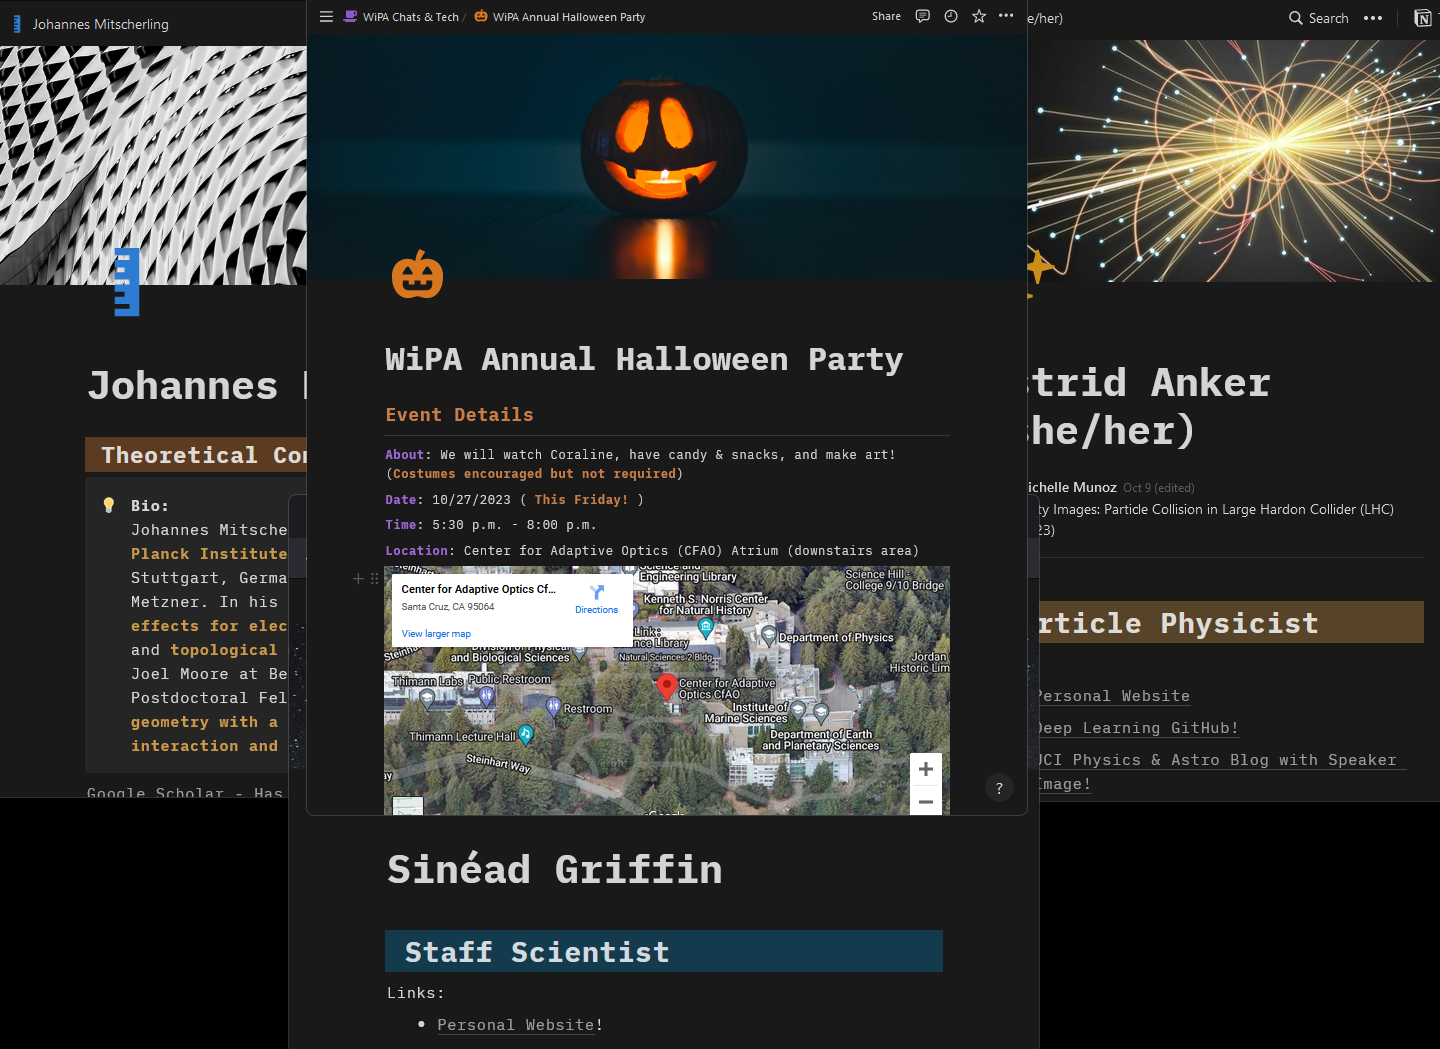 Johannes Mitscherling
WiPA Chats & Tech / WiPA Annual Halloween Party
Share
e/her)
Search
Johannes
Theoretical Con
Bio:
Johannes Mitsche
Planck Institute
Stuttgart, Germa
Metzner. In his
effects for elec
and topological
Joel Moore at Be
Postdoctoral Fel
geometry with a
interaction and
Google Scholar - Has
WiPA Annual Halloween Party
Event Details
About: We will watch Coraline, have candy & snacks, and make art!
(Costumes encouraged but not required)
Date: 10/27/2023 ( This Friday! )
Time: 5:30 p.m. - 8:00 p.m.
Location: Center for Adaptive Optics (CFAO) Atrium (downstairs area)
Center for Adaptive Optics Cf...
Santa Cruz, CA 95064
Directions
View larger map
Science and
Engineering Library
Science Hill -
College 9/10 Bridge
Kenneth S. Norris Center
for Natural History
Link:
nce Library
Department of Physics
Natural Sciences 2 Bldg
Steinhart
Division of Physical
and Biological Sciences
Jordan
Historic Lim
Thimann Labs
Public Restroom
Center for Adaptive
Optics CfAO
Restroom
Institute of
Marine Sciences
Thimann Lecture Hall
Department of Earth
and Planetary Sciences
Steinhart Way
ay
Google
+
−
?
strid Anker
she/her)
ichelle Munoz Oct 9 (edited)
ty Images: Particle Collision in Large Hardon Collider (LHC)
23)
rticle Physicist
Personal Website
Deep Learning GitHub!
UCI Physics & Astro Blog with Speaker
Image!
Sinéad Griffin
Staff Scientist
Links:
• Personal Website!